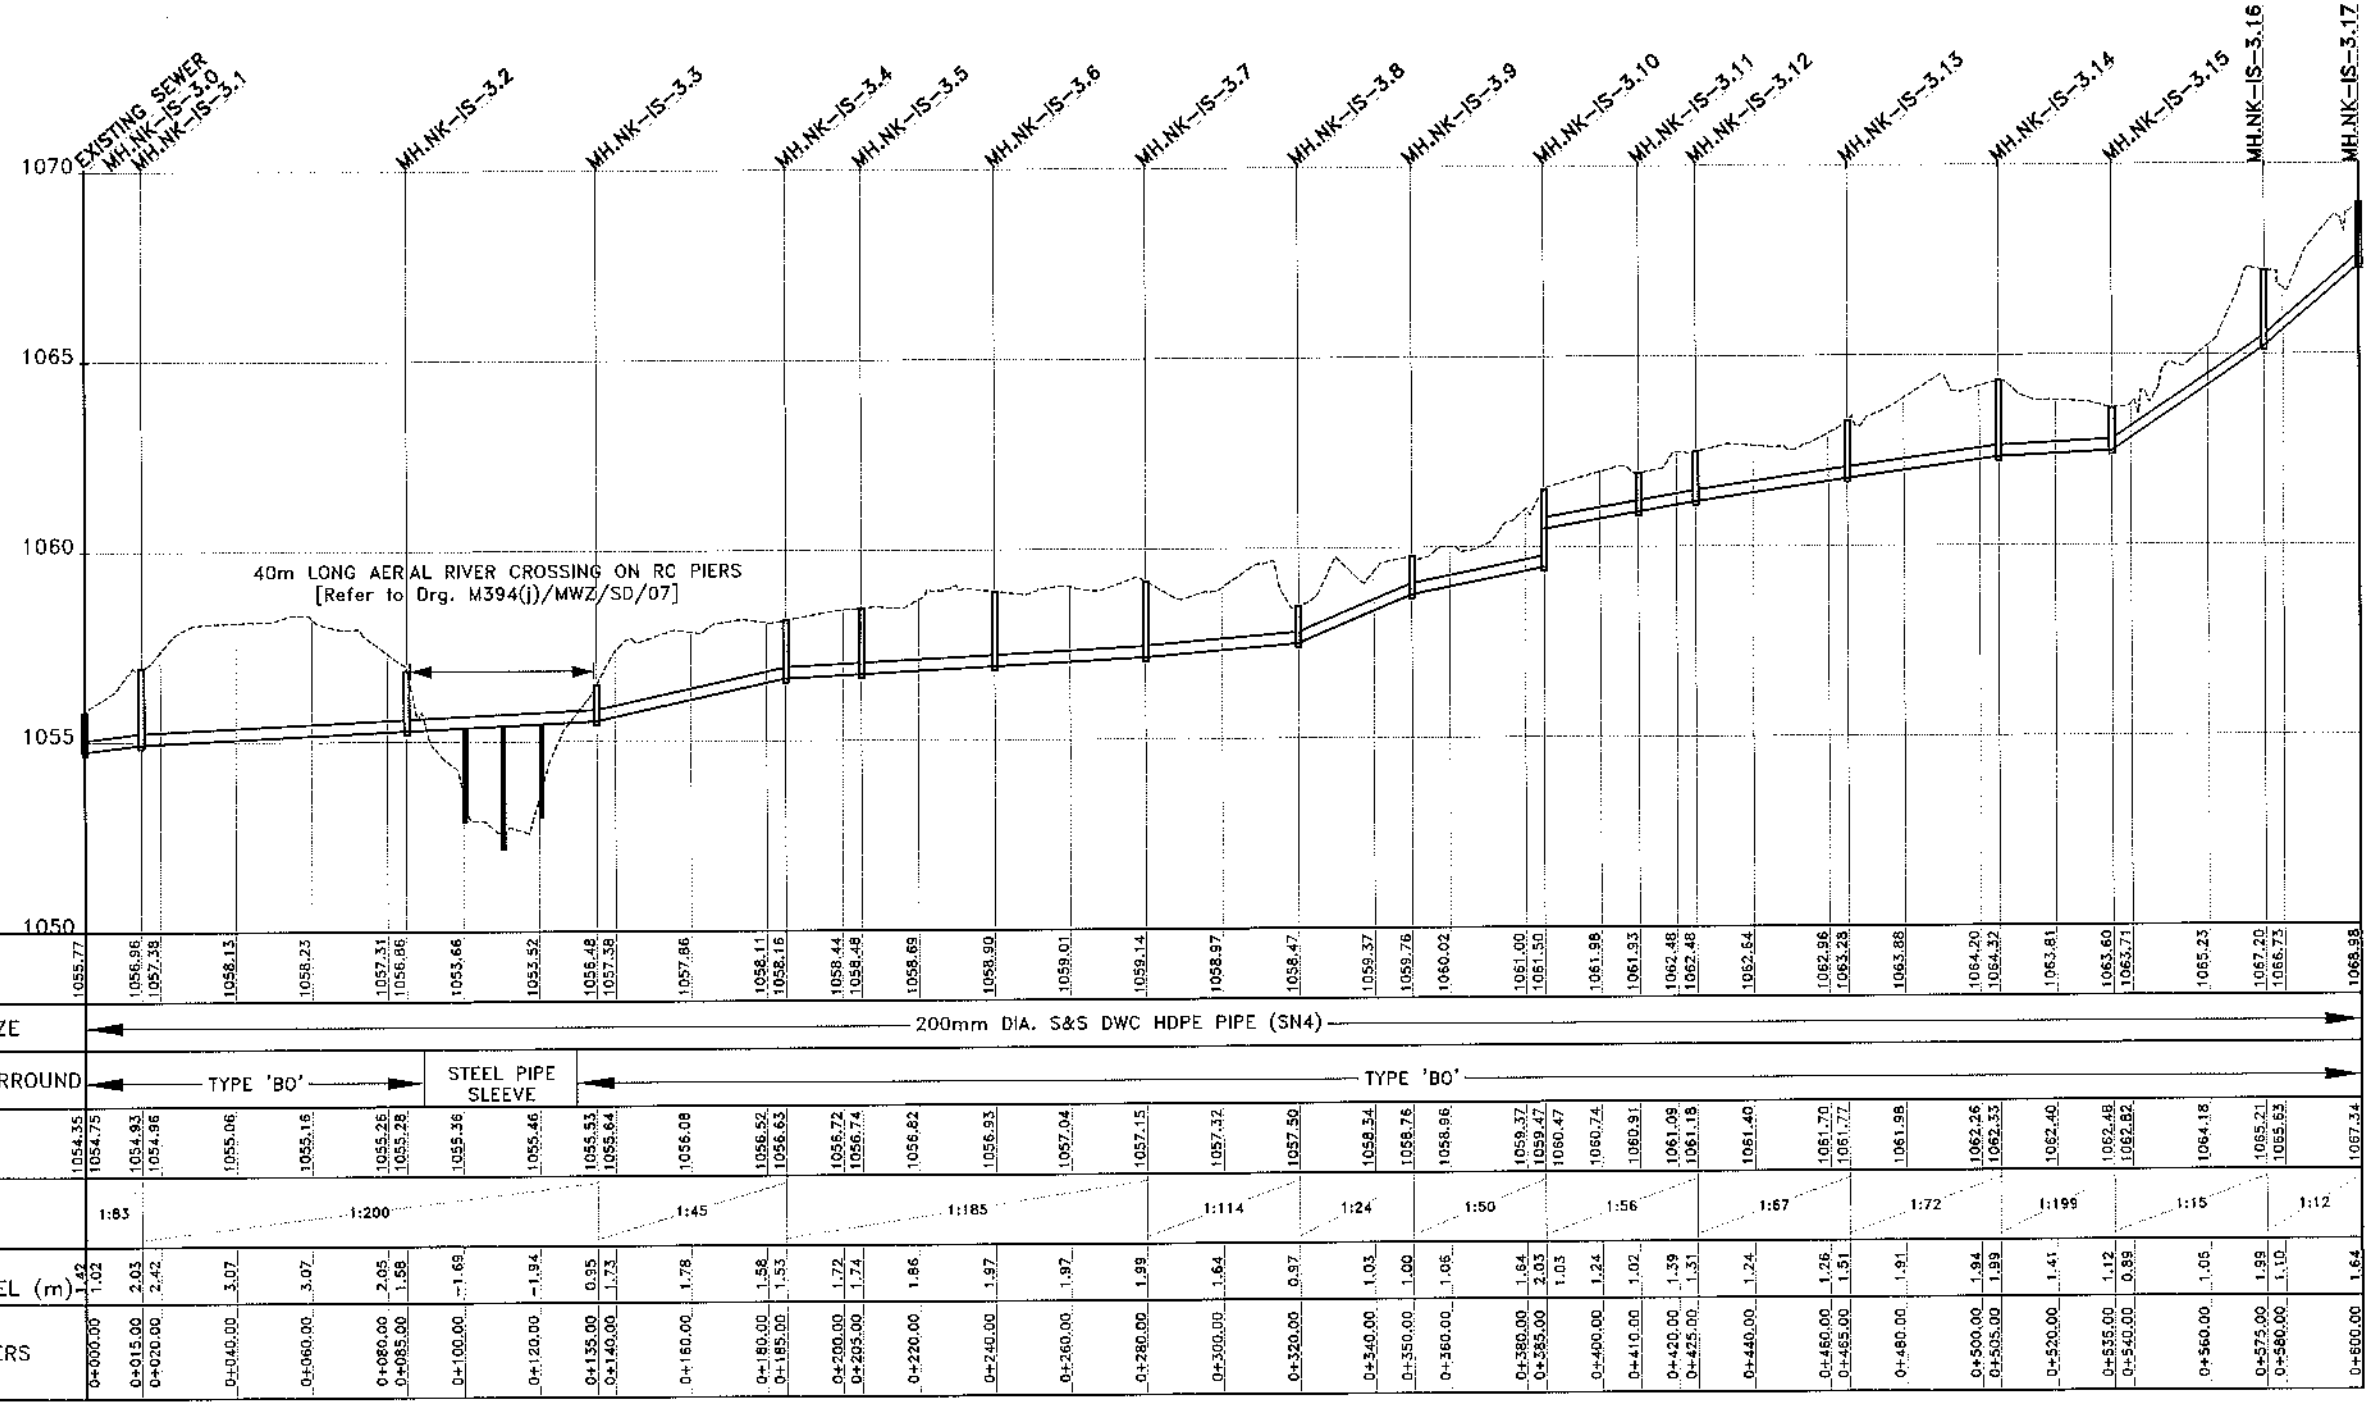 EXISTING SEWER
MH.NK-IS-3.0
MH.NK-IS-3.1
MH.NK-IS-3.2
MH.NK-IS-3.3
MH.NK-IS-3.4
MH.NK-IS-3.5
MH.NK-IS-3.6
MH.NK-IS-3.7
MH.NK-IS-3.8
MH.NK-IS-3.9
MH.NK-IS-3.10
MH.NK-IS-3.11
MH.NK-IS-3.12
MH.NK-IS-3.13
MH.NK-IS-3.14
MH.NK-IS-3.15
MH.NK-IS-3.16
MH.NK-IS-3.17
1070
1065
1060
40m LONG AERIAL RIVER CROSSING ON RC PIERS
[Refer to Drg. M394(j)/MWZ/SD/07]
1055
1050
1055.77 1056.96 1057.38 1058.13 1058.23 1057.31 1056.86 1053.66 1053.52 1056.48 1057.38 1057.86 1058.11 1058.16 1058.44 1058.48 1058.69 1058.90 1059.01 1059.14 1058.97 1058.47 1059.37 1059.76 1060.02 1061.00 1061.50 1061.98 1061.93 1062.48 1062.48 1062.64 1062.96 1063.28 1063.88 1064.20 1064.32 1063.81 1063.60 1063.71 1065.23 1067.20 1066.73 1068.98
ZE
200mm DIA. S&S DWC HDPE PIPE (SN4)
RROUND
TYPE 'BO'
STEEL PIPE
SLEEVE
TYPE 'BO'
1054.35 1054.75 1054.93 1054.96 1055.06 1055.16 1055.26 1055.28 1055.36 1055.46 1055.53 1055.64 1056.08 1056.52 1056.63 1056.72 1056.74 1056.82 1056.93 1057.04 1057.15 1057.32 1057.50 1058.34 1058.76 1058.96 1059.37 1059.47 1060.47 1060.74 1060.91 1061.09 1061.18 1061.40 1061.70 1061.77 1061.98 1062.26 1062.33 1062.40 1062.48 1062.82 1064.18 1065.21 1065.63 1067.34
1:83 1:200 1:45 1:185 1:114 1:24 1:50 1:56 1:67 1:72 1:199 1:15 1:12
EL (m)
1.42 1.02 2.03 2.42 3.07 3.07 2.05 1.58 -1.69 -1.94 0.95 1.73 1.78 1.58 1.53 1.72 1.74 1.86 1.97 1.97 1.99 1.64 0.97 1.03 1.00 1.06 1.64 2.03 1.03 1.24 1.02 1.39 1.31 1.24 1.26 1.51 1.91 1.94 1.99 1.41 1.12 0.89 1.05 1.99 1.10 1.64
ERS
0+000.00 0+015.00 0+020.00 0+040.00 0+060.00 0+080.00 0+085.00 0+100.00 0+120.00 0+135.00 0+140.00 0+160.00 0+180.00 0+185.00 0+200.00 0+205.00 0+220.00 0+240.00 0+260.00 0+280.00 0+300.00 0+320.00 0+340.00 0+350.00 0+360.00 0+380.00 0+385.00 0+400.00 0+410.00 0+420.00 0+425.00 0+440.00 0+460.00 0+465.00 0+480.00 0+500.00 0+505.00 0+520.00 0+535.00 0+540.00 0+560.00 0+575.00 0+580.00 0+600.00